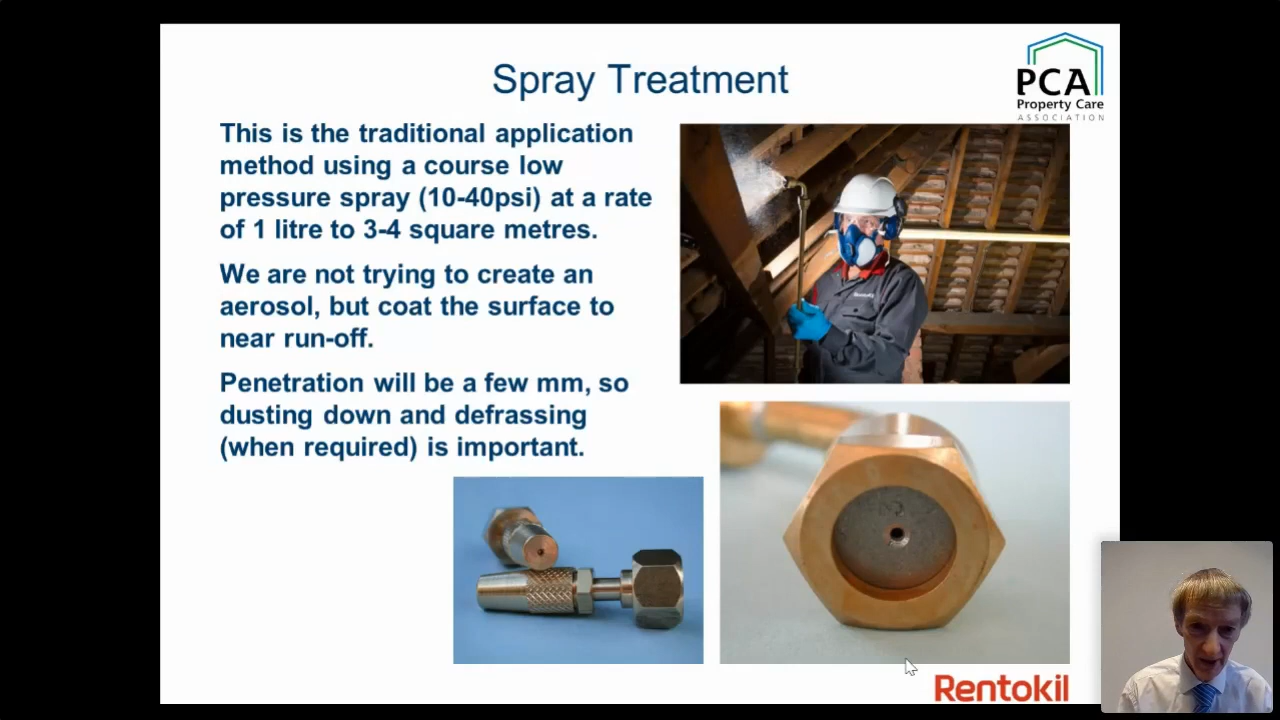 Spray Treatment
PCA
Property Care
ASSOCIATION
This is the traditional application
method using a course low
pressure spray (10-40psi) at a rate
of 1 litre to 3-4 square metres.
We are not trying to create an
aerosol, but coat the surface to
near run-off.
Penetration will be a few mm, so
dusting down and defrassing
(when required) is important.
Rentokil